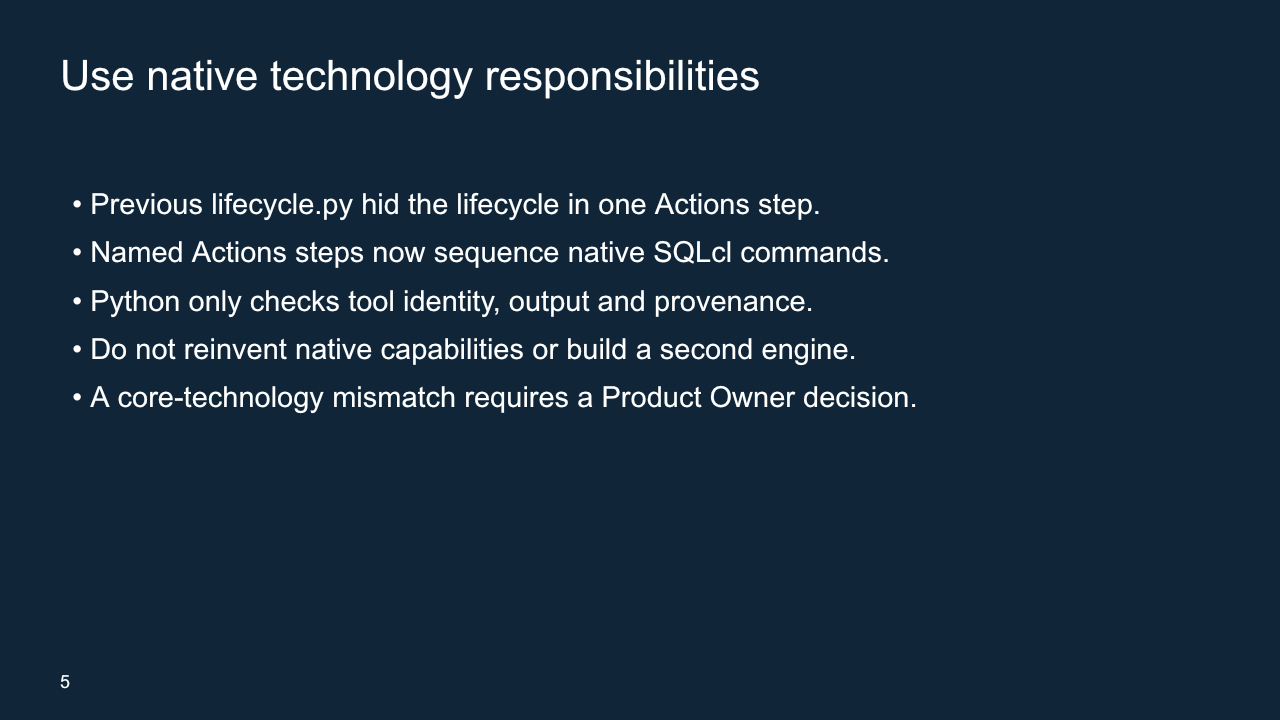 Use native technology responsibilities
• Previous lifecycle.py hid the lifecycle in one Actions step.
• Named Actions steps now sequence native SQLcl commands.
• Python only checks tool identity, output and provenance.
• Do not reinvent native capabilities or build a second engine.
• A core-technology mismatch requires a Product Owner decision.
5